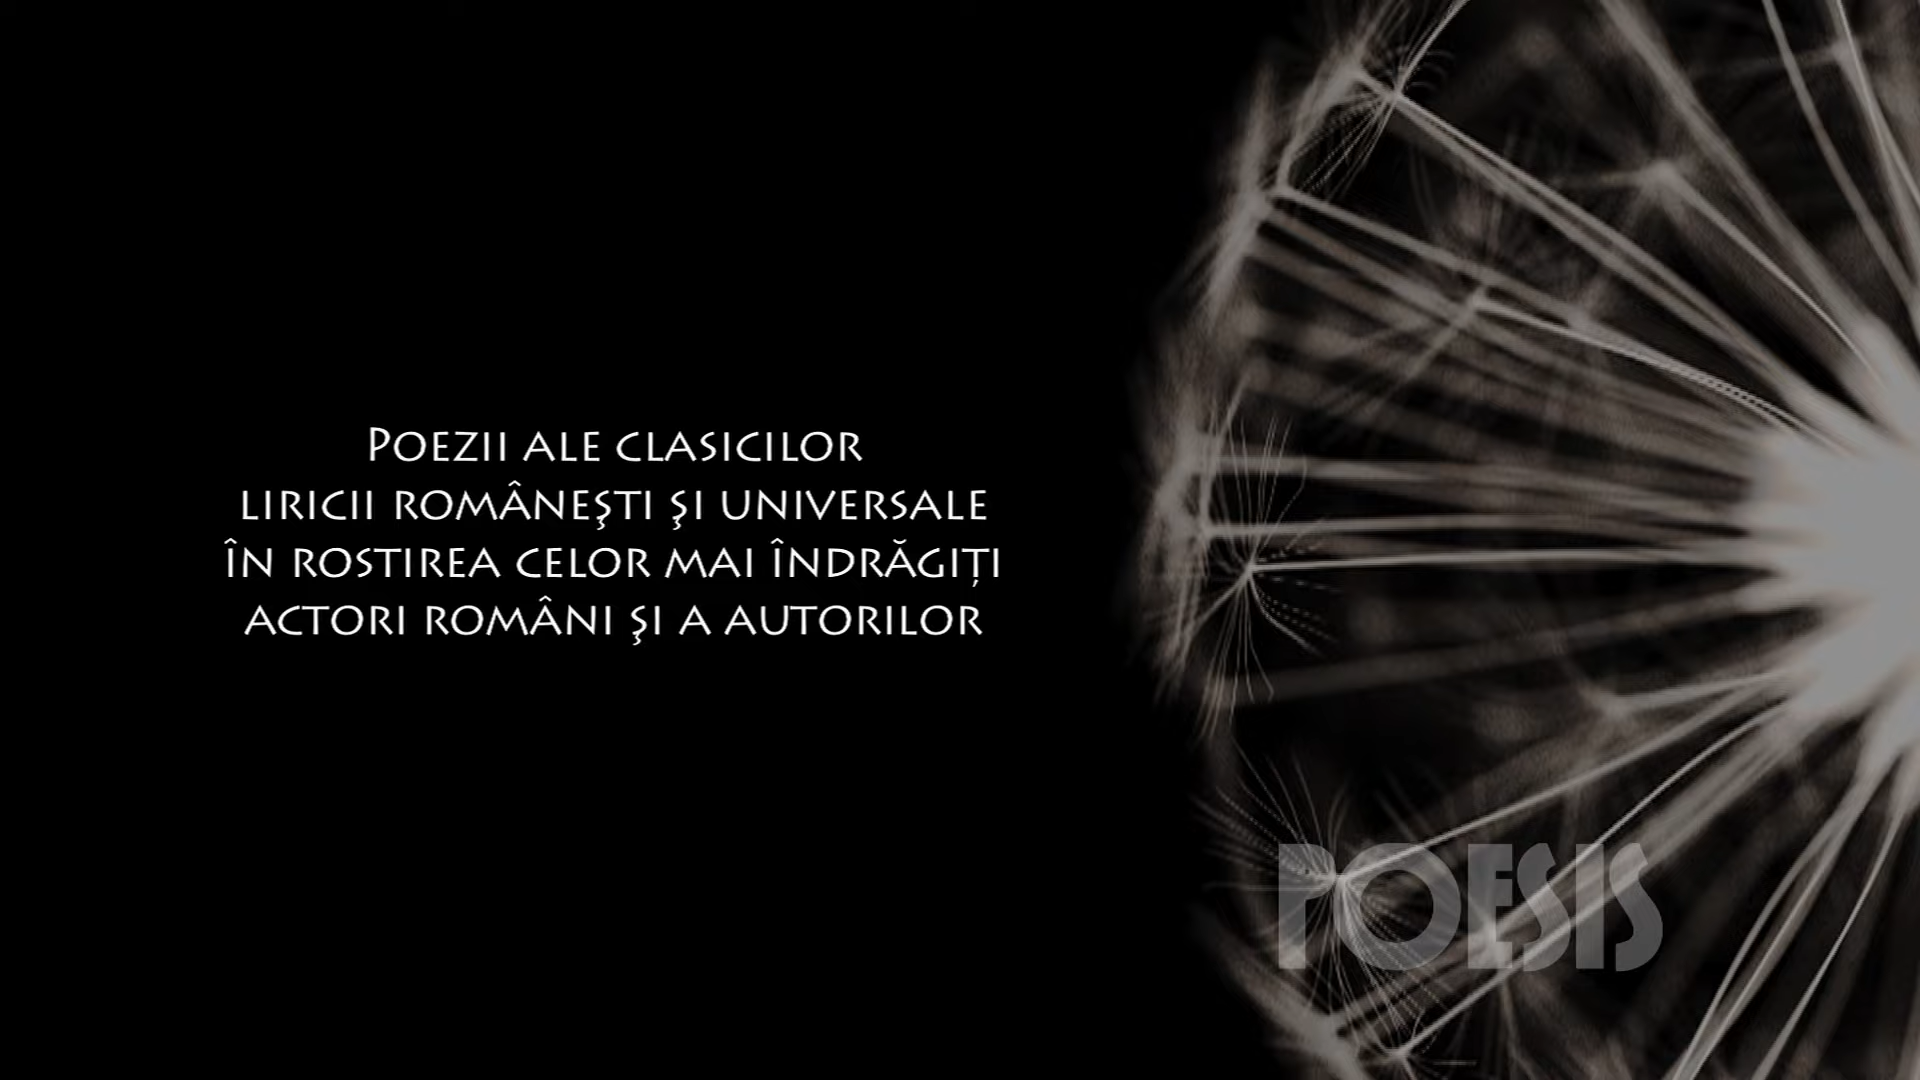 Poezii ale clasicilor
liricii româneşti şi universale
în rostirea celor mai îndrăgiți
actori români şi a autorilor
POESIS